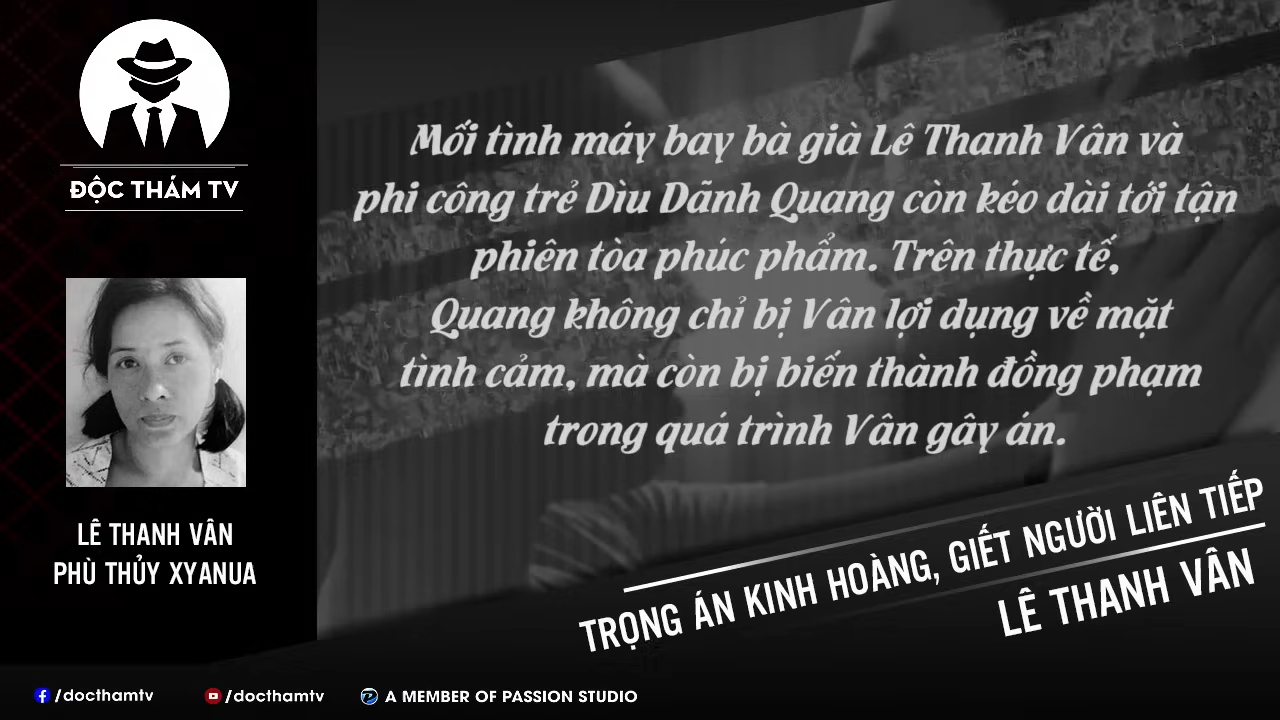 ĐỘC THÁM TV
LÊ THANH VÂN
PHÙ THỦY XYANUA
Mối tình máy bay bà già Lê Thanh Vân và
phi công trẻ Dìu Dãnh Quang còn kéo dài tới tận
phiên tòa phúc phẩm. Trên thực tế,
Quang không chỉ bị Vân lợi dụng về mặt
tình cảm, mà còn bị biến thành đồng phạm
trong quá trình Vân gây án.
TRỌNG ÁN KINH HOÀNG, GIẾT NGƯỜI LIÊN TIẾP
LÊ THANH VÂN
/docthamtv
/docthamtv
A MEMBER OF PASSION STUDIO